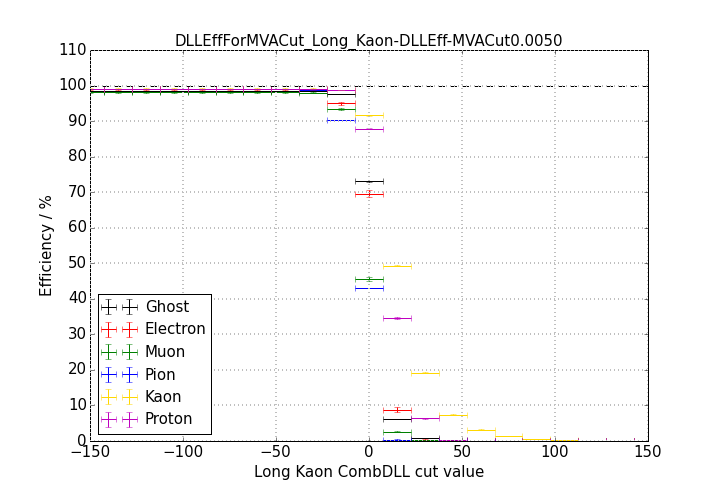 DLLEffForMVACut_Long_Kaon-DLLEff-MVACut0.0050
110
100
90
80
70
60
50
40
30
20
10
0
Efficiency / %
Ghost
Electron
Muon
Pion
Kaon
Proton
−150 −100 −50 0 50 100 150
Long Kaon CombDLL cut value